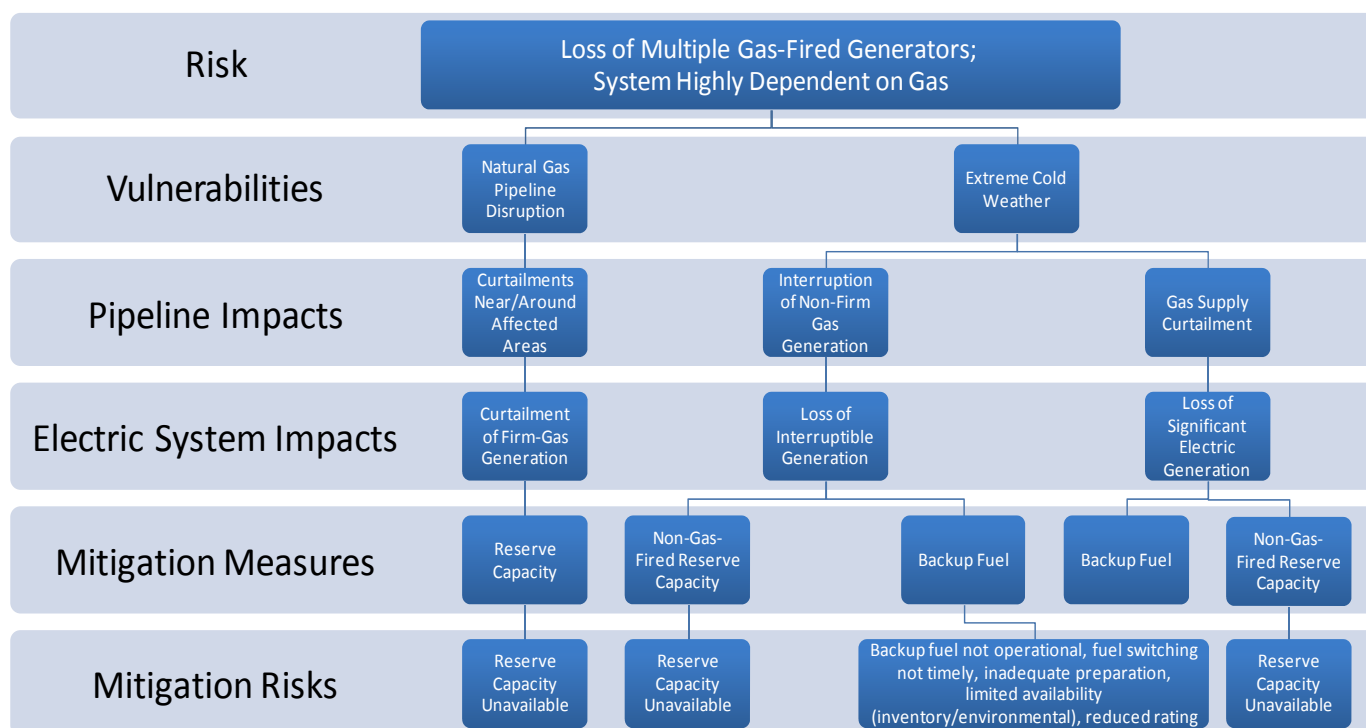 Risk
Loss of Multiple Gas-Fired Generators;
System Highly Dependent on Gas
Vulnerabilities
Natural Gas
Pipeline
Disruption
Extreme Cold
Weather
Pipeline Impacts
Curtailments
Near/Around
Affected
Areas
Interruption
of Non-Firm
Gas
Generation
Gas Supply
Curtailment
Electric System Impacts
Curtailment
of Firm-Gas
Generation
Loss of
Interruptible
Generation
Loss of
Significant
Electric
Generation
Mitigation Measures
Reserve
Capacity
Non-Gas-
Fired Reserve
Capacity
Backup Fuel
Backup Fuel
Non-Gas-
Fired Reserve
Capacity
Mitigation Risks
Reserve
Capacity
Unavailable
Reserve
Capacity
Unavailable
Backup fuel not operational, fuel switching
not timely, inadequate preparation,
limited availability
(inventory/environmental), reduced rating
Reserve
Capacity
Unavailable